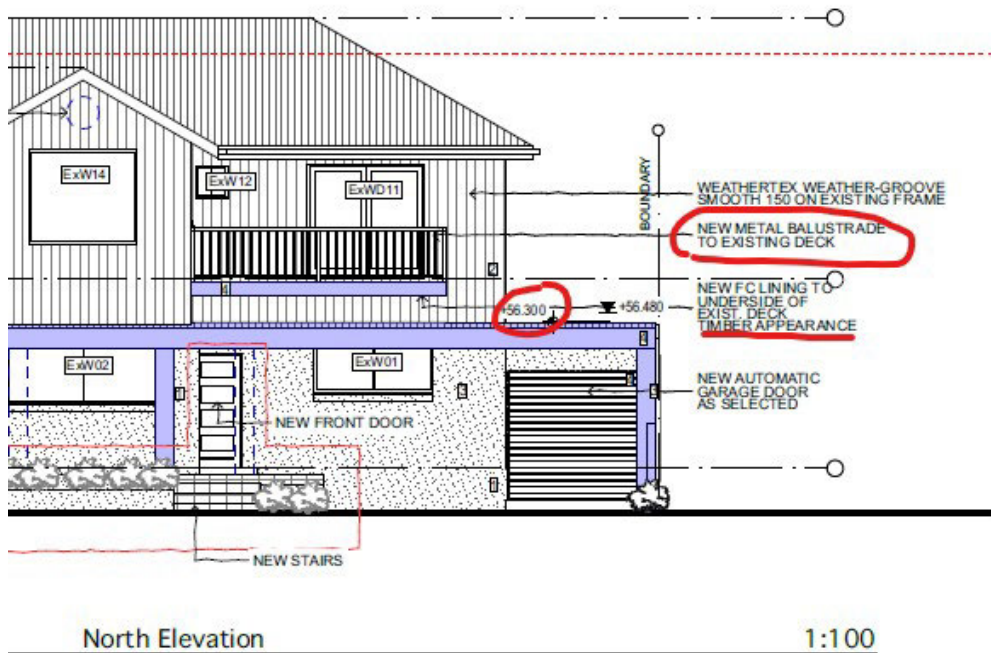 ExW14
ExW12
ExWD11
BOUNDARY
WEATHERTEX WEATHER-GROOVE
SMOOTH 150 ON EXISTING FRAME
NEW METAL BALUSTRADE
TO EXISTING DECK
4
+56.300
+56.480
NEW FC LINING TO
UNDERSIDE OF
EXIST. DECK
TIMBER APPEARANCE
ExW02
ExW01
NEW AUTOMATIC
GARAGE DOOR
AS SELECTED
NEW FRONT DOOR
NEW STAIRS
North Elevation
1:100